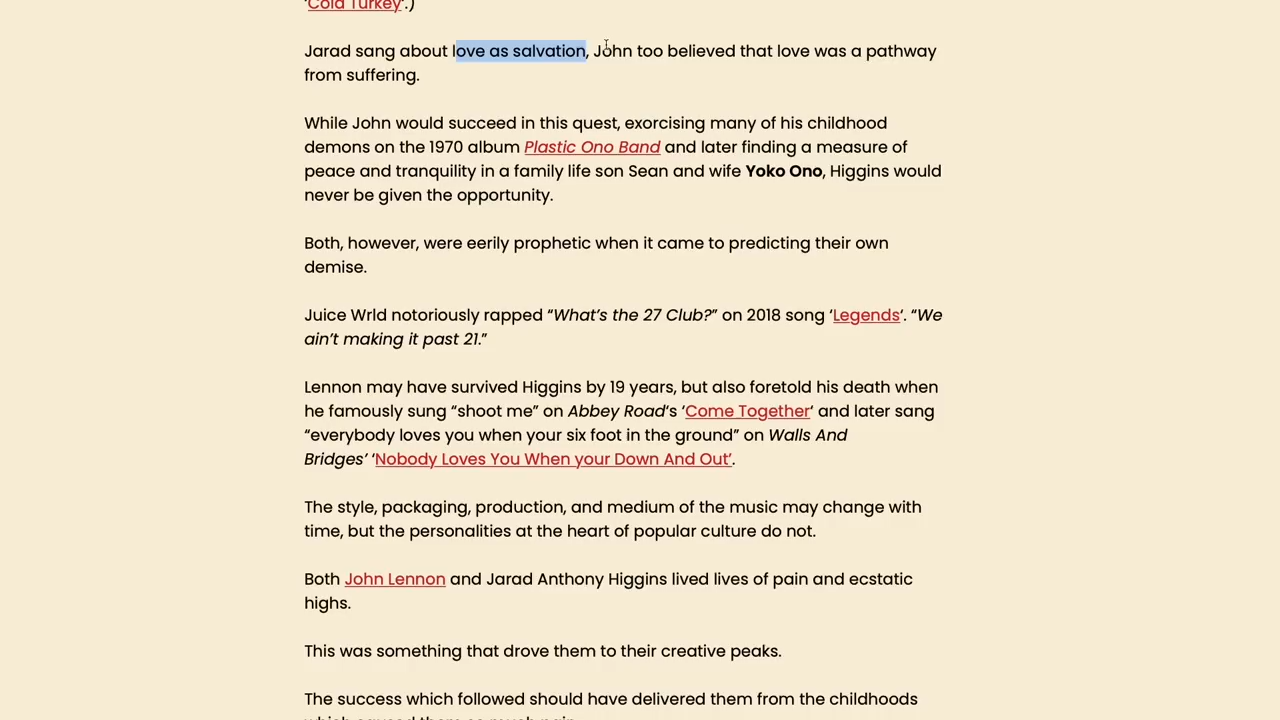 'Cold Turkey'.)
Jarad sang about love as salvation, John too believed that love was a pathway
from suffering.
While John would succeed in this quest, exorcising many of his childhood
demons on the 1970 album Plastic Ono Band and later finding a measure of
peace and tranquility in a family life son Sean and wife Yoko Ono, Higgins would
never be given the opportunity.
Both, however, were eerily prophetic when it came to predicting their own
demise.
Juice Wrld notoriously rapped “What’s the 27 Club?” on 2018 song ‘Legends‘. “We
ain’t making it past 21.”
Lennon may have survived Higgins by 19 years, but also foretold his death when
he famously sung “shoot me” on Abbey Road‘s ‘Come Together‘ and later sang
“everybody loves you when your six foot in the ground” on Walls And
Bridges’ ‘Nobody Loves You When your Down And Out’.
The style, packaging, production, and medium of the music may change with
time, but the personalities at the heart of popular culture do not.
Both John Lennon and Jarad Anthony Higgins lived lives of pain and ecstatic
highs.
This was something that drove them to their creative peaks.
The success which followed should have delivered them from the childhoods
which caused them so much pain